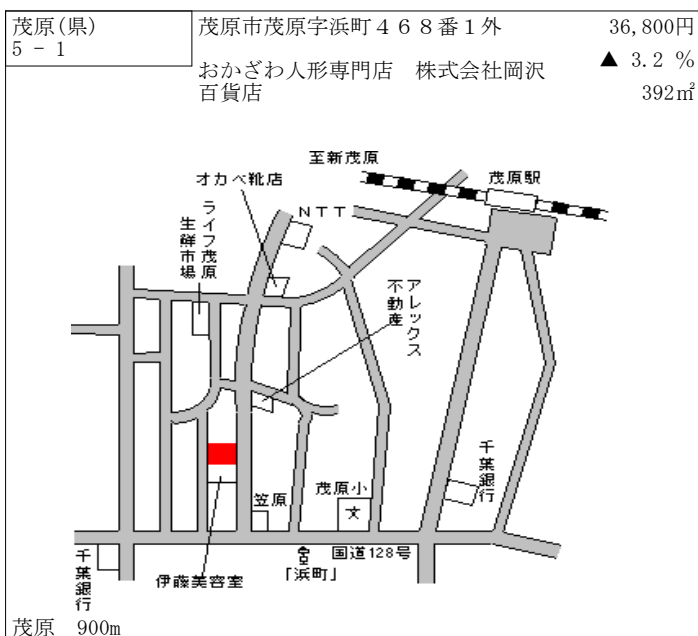 茂原(県)
5 - 1
茂原市茂原字浜町４６８番１外
おかざわ人形専門店　株式会社岡沢
百貨店
36,800円
▲ 3.2 %
392㎡
至新茂原
茂原駅
オカベ靴店
ＮＴＴ
ライフ茂原
生鮮市場
アレックス
不動産
千葉銀行
笠原
茂原小
文
国道128号
「浜町」
伊藤美容室
千葉銀行
茂原　900m